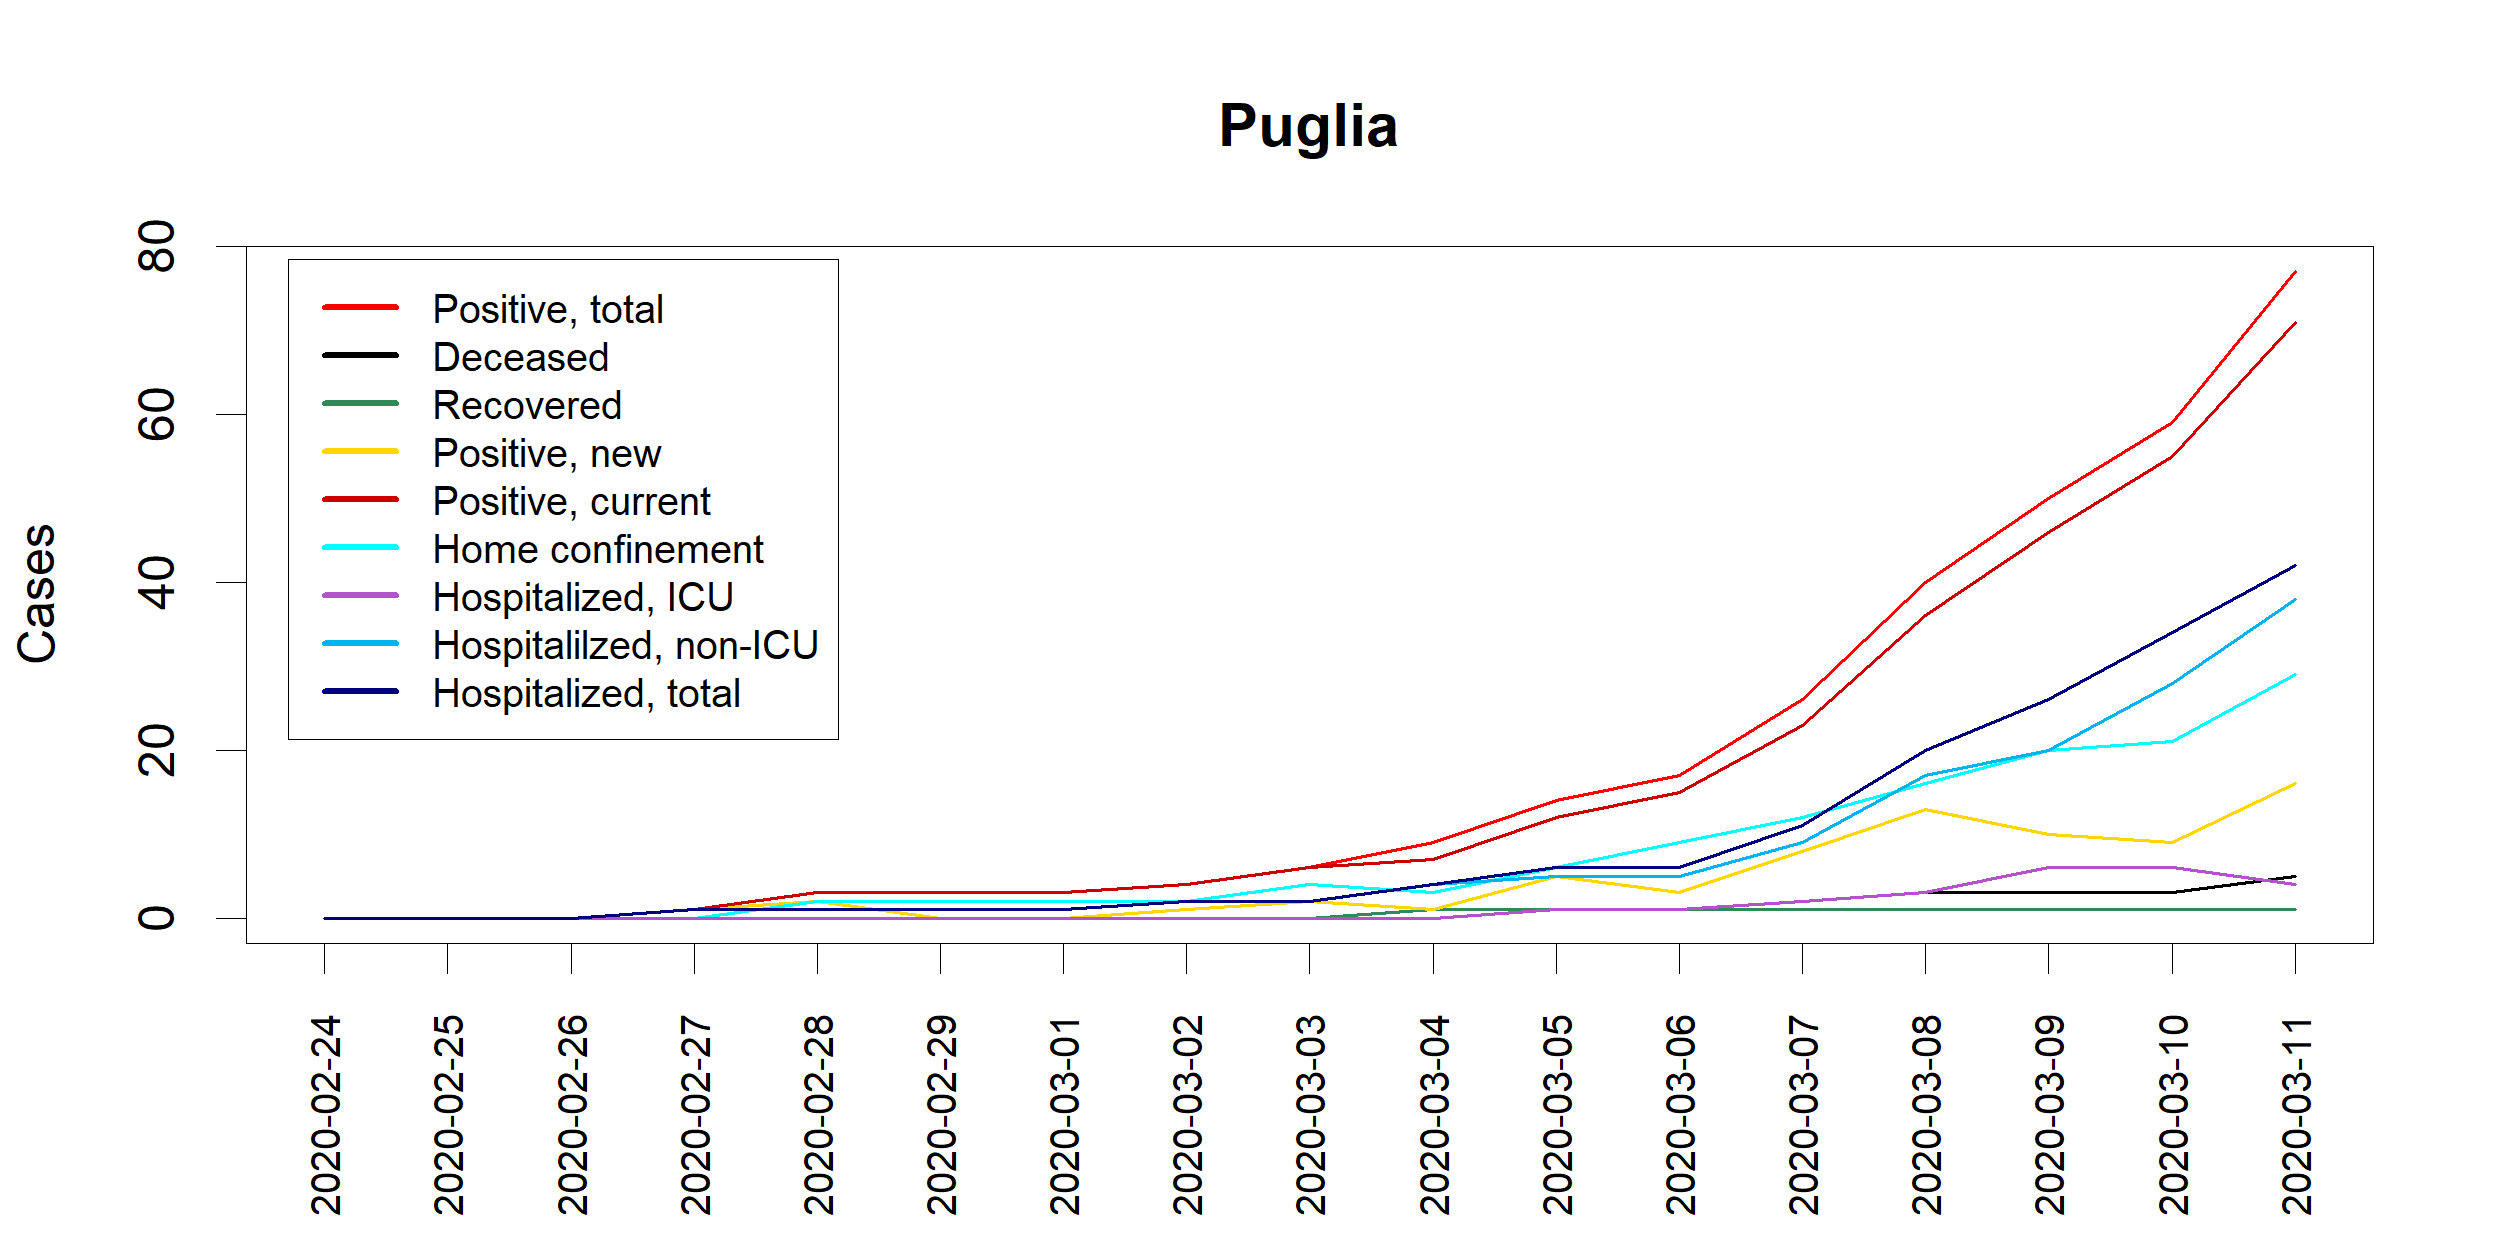 Puglia
80
60
40
20
0
Cases
Positive, total
Deceased
Recovered
Positive, new
Positive, current
Home confinement
Hospitalized, ICU
Hospitalilzed, non-ICU
Hospitalized, total
2020-02-24
2020-02-25
2020-02-26
2020-02-27
2020-02-28
2020-02-29
2020-03-01
2020-03-02
2020-03-03
2020-03-04
2020-03-05
2020-03-06
2020-03-07
2020-03-08
2020-03-09
2020-03-10
2020-03-11